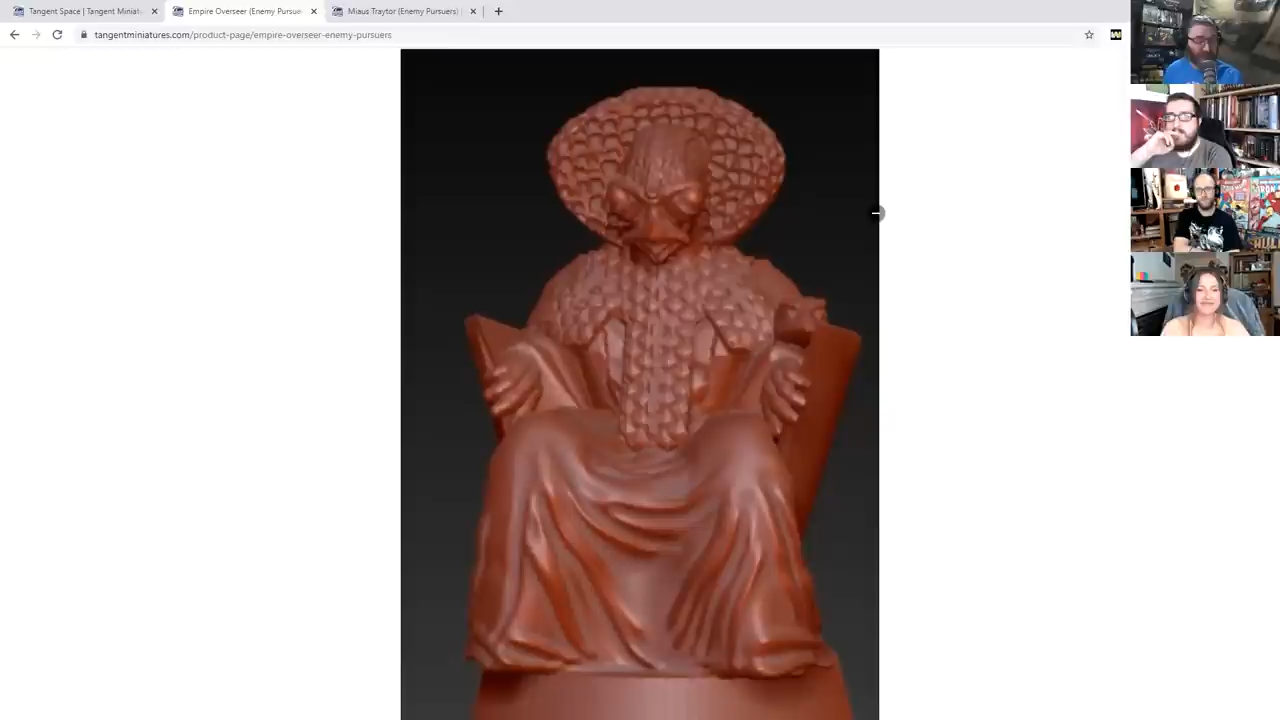 Tangent Space | Tangent Miniat
Empire Overseer (Enemy Pursue
Miaus Traytor (Enemy Pursuers) |
tangentminiatures.com/product-page/empire-overseer-enemy-pursuers